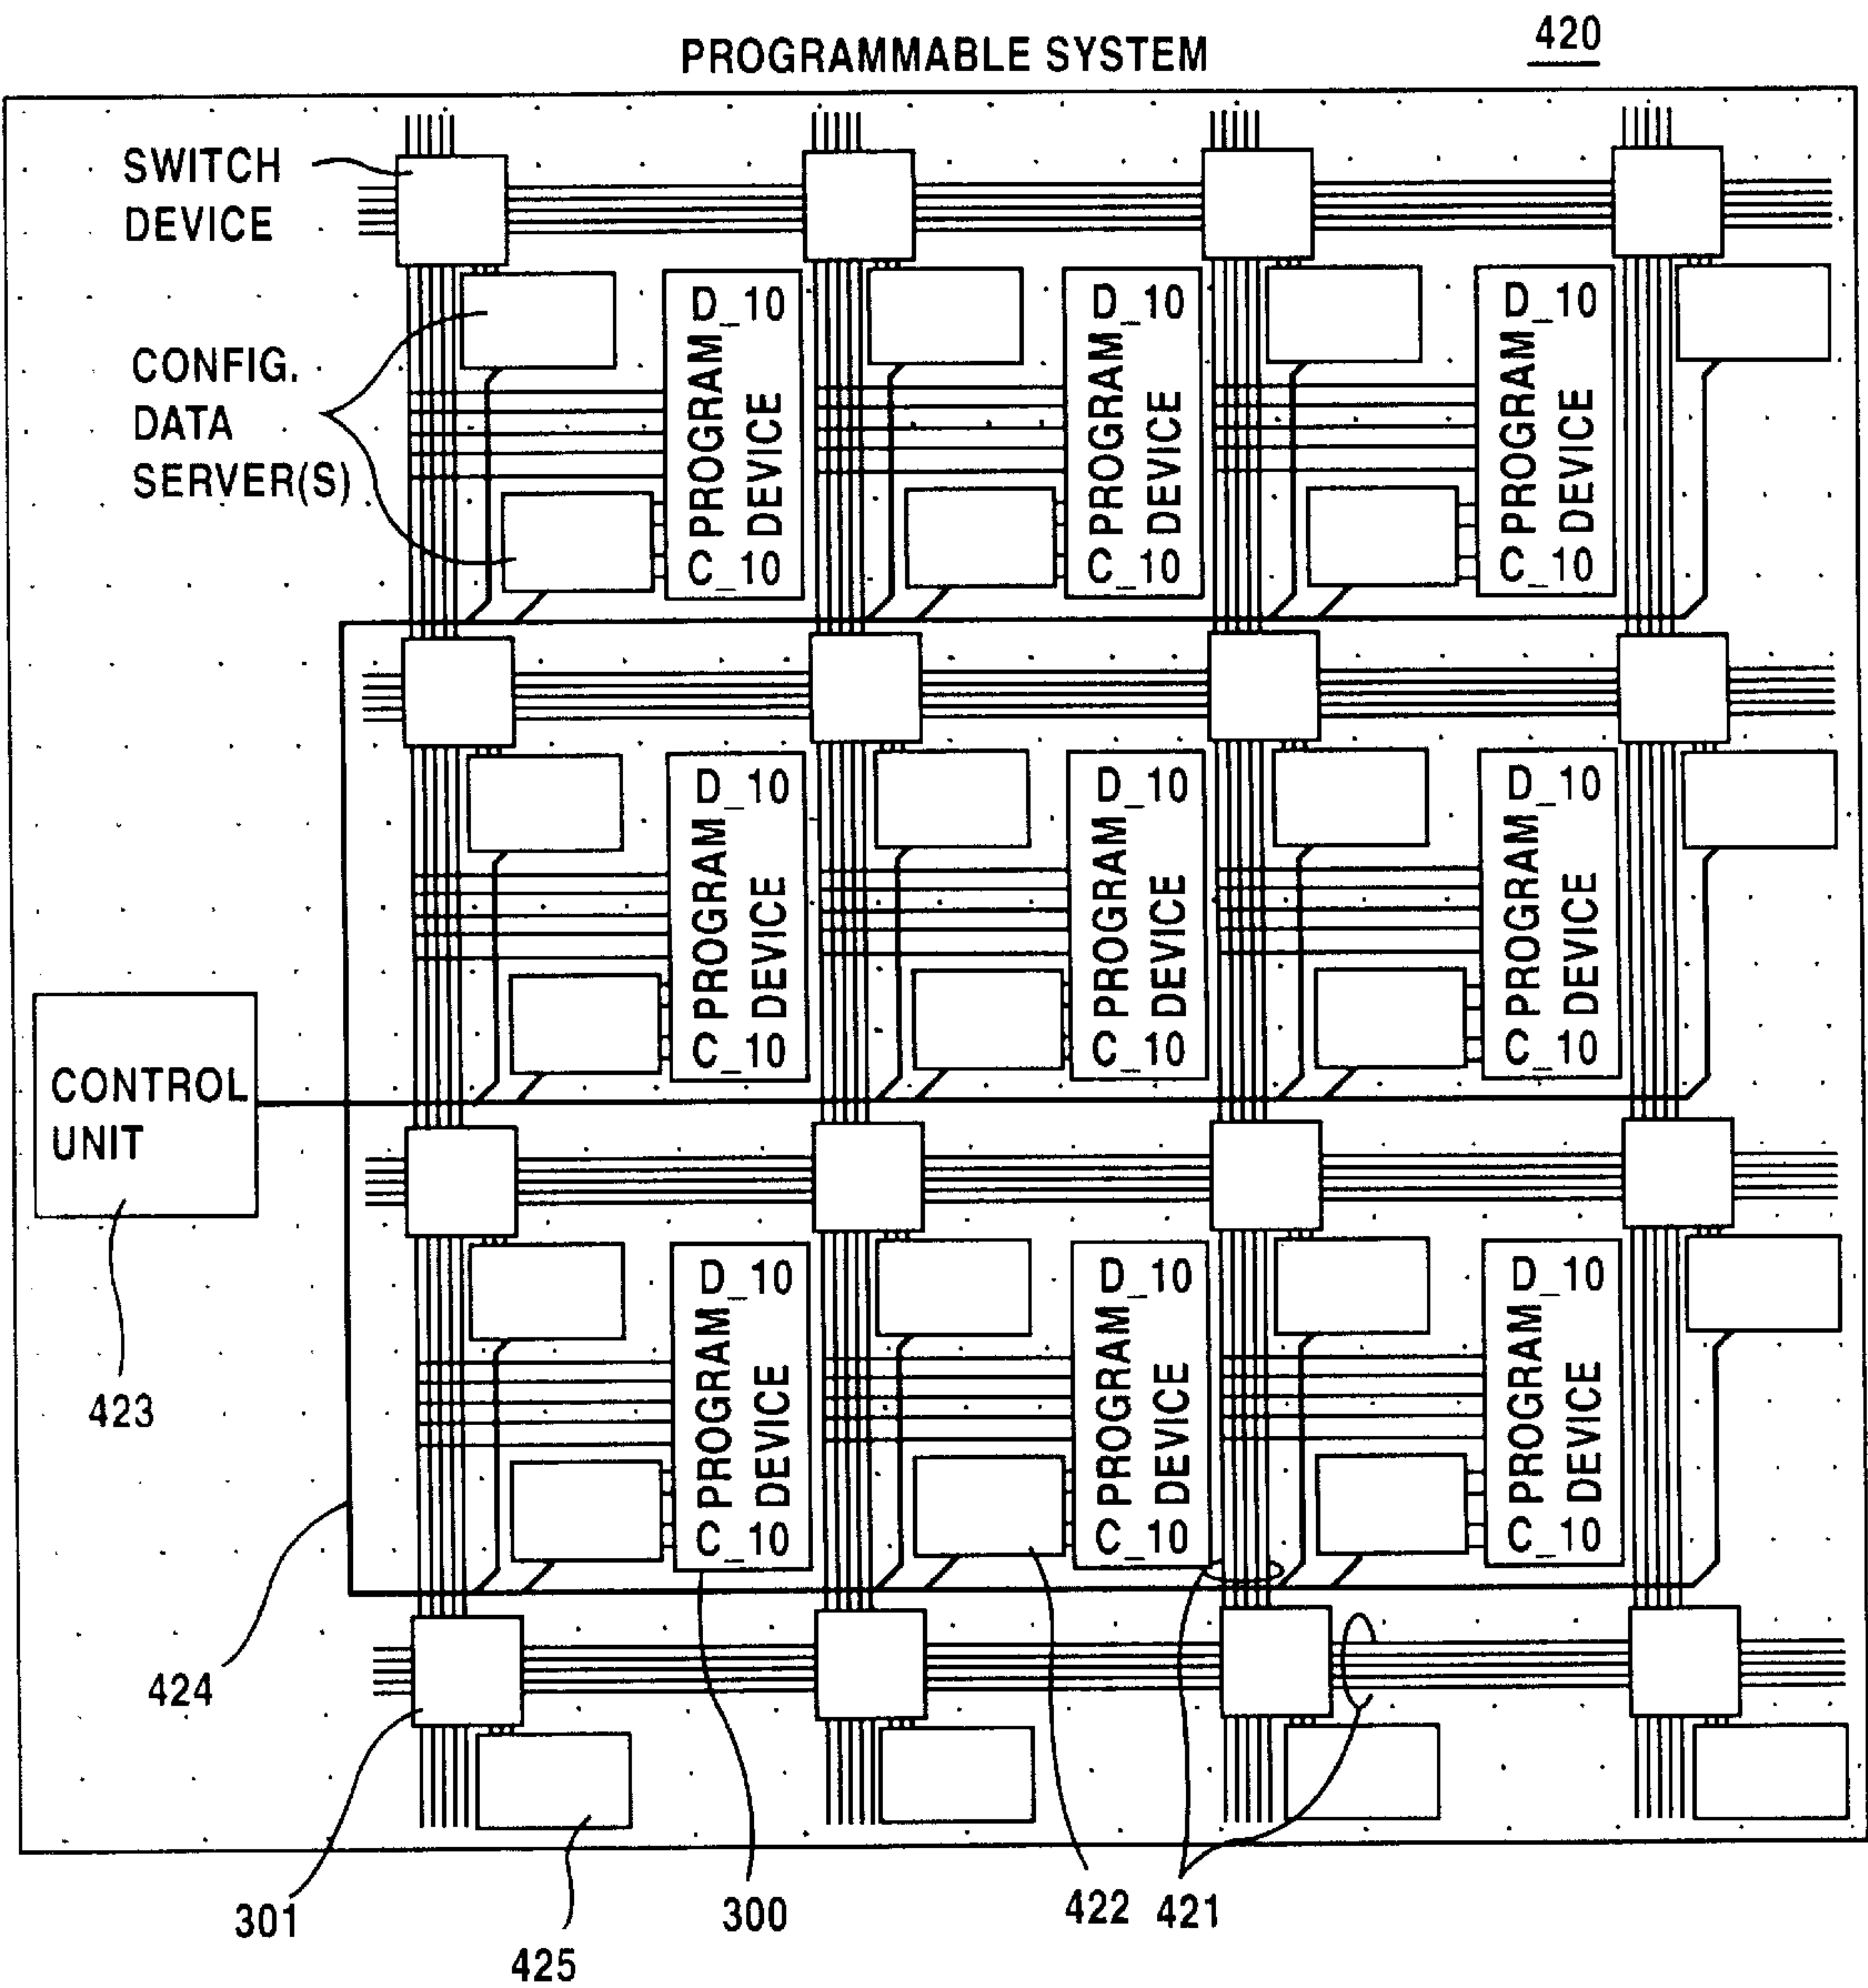 PROGRAMMABLE SYSTEM
420
SWITCH
DEVICE
CONFIG.
DATA
SERVER(S)
D_10
PROGRAM
DEVICE
C_10
D_10
PROGRAM
DEVICE
C_10
D_10
PROGRAM
DEVICE
C_10
D_10
PROGRAM
DEVICE
C_10
D_10
PROGRAM
DEVICE
C_10
D_10
PROGRAM
DEVICE
C_10
CONTROL
UNIT
423
D_10
PROGRAM
DEVICE
C_10
D_10
PROGRAM
DEVICE
C_10
D_10
PROGRAM
DEVICE
C_10
424
301
425
300
422
421